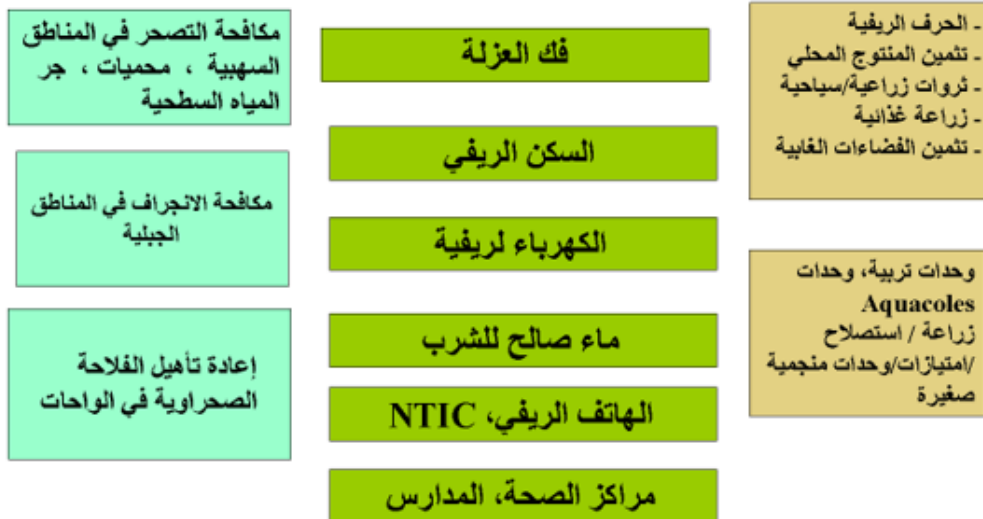 - الحرف الريفية
- تثمين المنتوج المحلي
- ثروات زراعية/سياحية
- زراعة غذائية
- تثمين الفضاءات الغابية
وحدات تربية، وحدات
Aquacoles
زراعة / استصلاح
/امتيازات/وحدات منجمية
صغيرة
فك العزلة
السكن الريفي
الكهرباء لريفية
ماء صالح للشرب
الهاتف الريفي، NTIC
مراكز الصحة، المدارس
مكافحة التصحر في المناطق
السهبية ، محميات ، جر
المياه السطحية
مكافحة الانجراف في المناطق
الجبلية
إعادة تأهيل الفلاحة
الصحراوية في الواحات